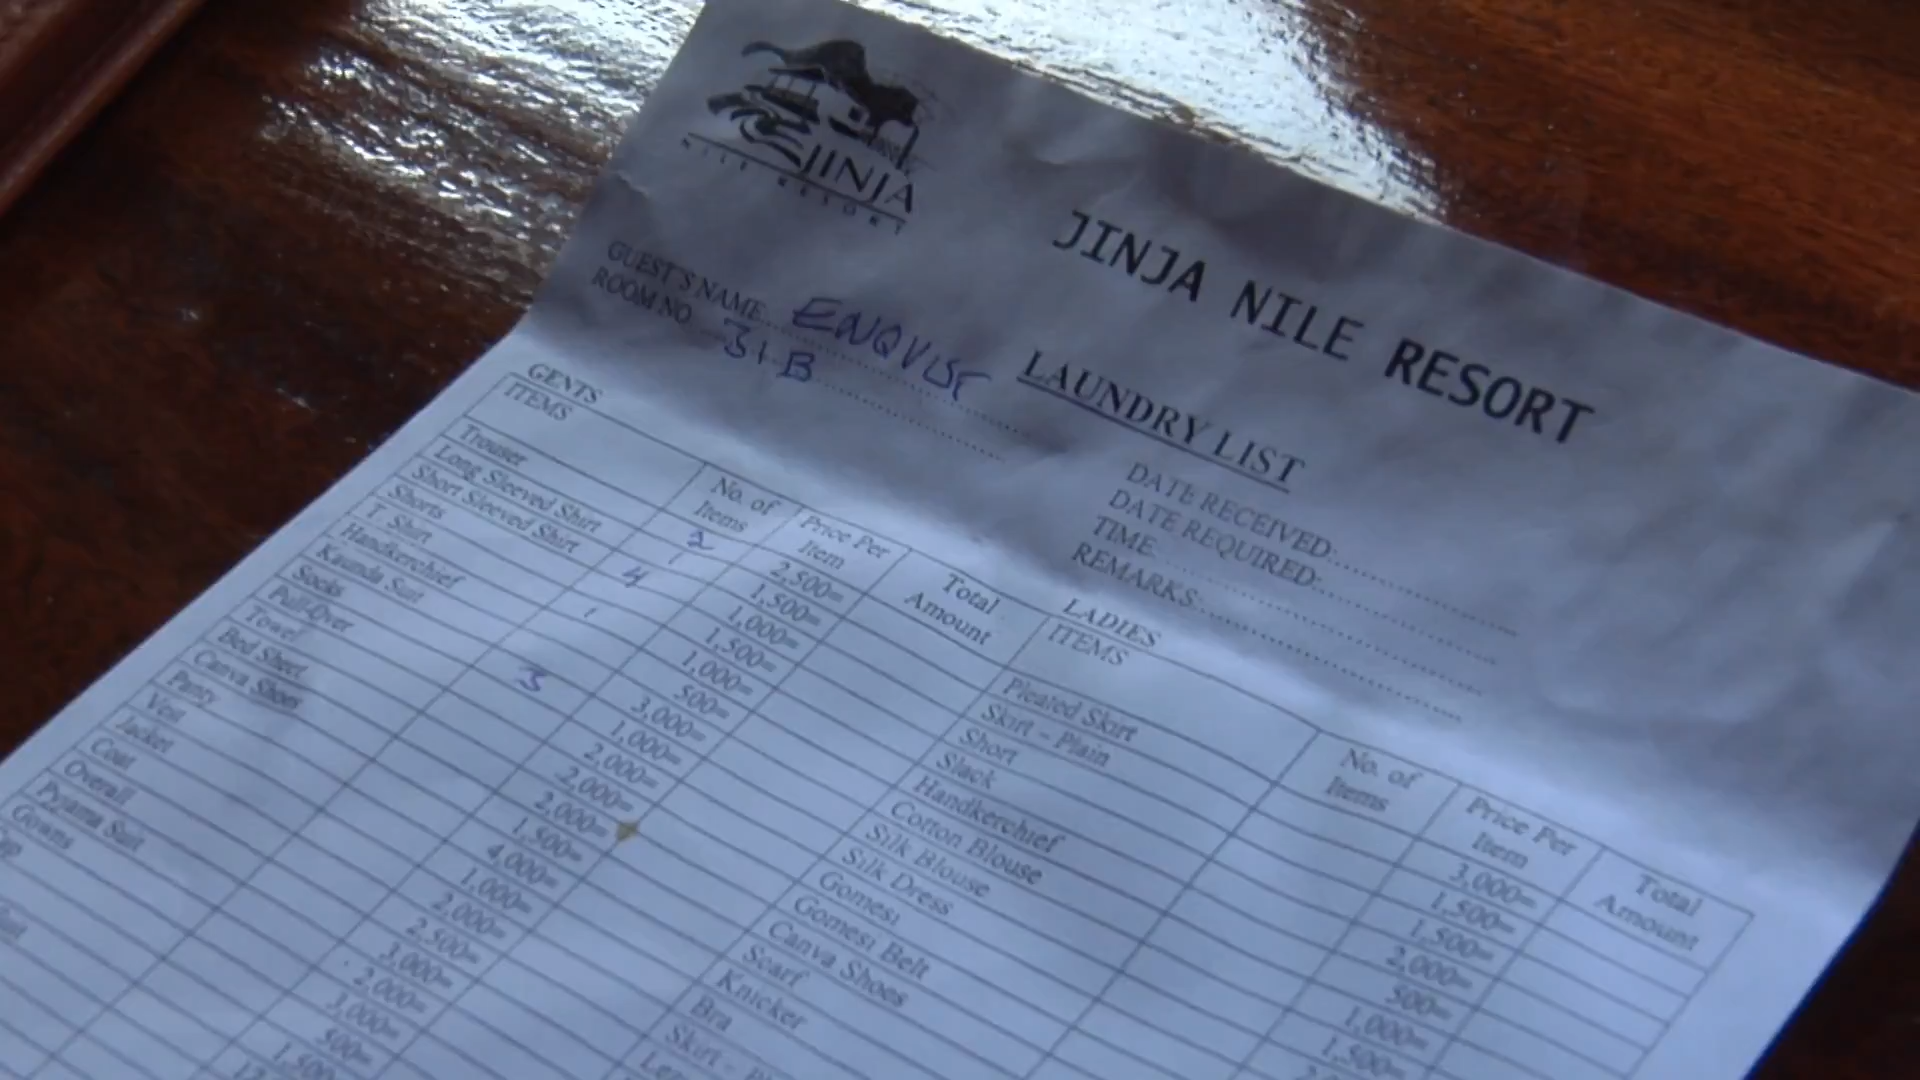 JINJA
NILE RESORT
JINJA NILE RESORT
LAUNDRY LIST
GUEST'S NAME
ROOM NO 31B
DATE RECEIVED:
DATE REQUIRED:
TIME
REMARKS:
GENTS
ITEMS No. of Items Price Per Item Total Amount
Trouser 2 2,500=
Long Sleeved Shirt 1 1,500=
Short Sleeved Shirt 4 1,000=
Shorts 1,500=
T Shirt 1 1,000=
Handkerchief 500=
Kaunda Suit 3,000=
Socks 3 1,000=
Pull-Over 2,000=
Towel 2,000=
Bed Sheet 2,000=
Canva Shoes 1,500=
Panty 4,000=
Vest 1,000=
Jacket 2,000=
Coat 2,500=
Overall 3,000=
Pyjama Suit 2,000=
Gowns 3,000=
500=
1,500=
LADIES
ITEMS No. of Items Price Per Item Total Amount
Pleated Skirt 3,000=
Skirt - Plain 1,500=
Short 1,500=
Slack 2,000=
Handkerchief 500=
Cotton Blouse 1,000=
Silk Blouse 1,500=
Silk Dress
Gomesi
Gomesi Belt
Canva Shoes
Scarf
Knicker
Bra
Skirt -